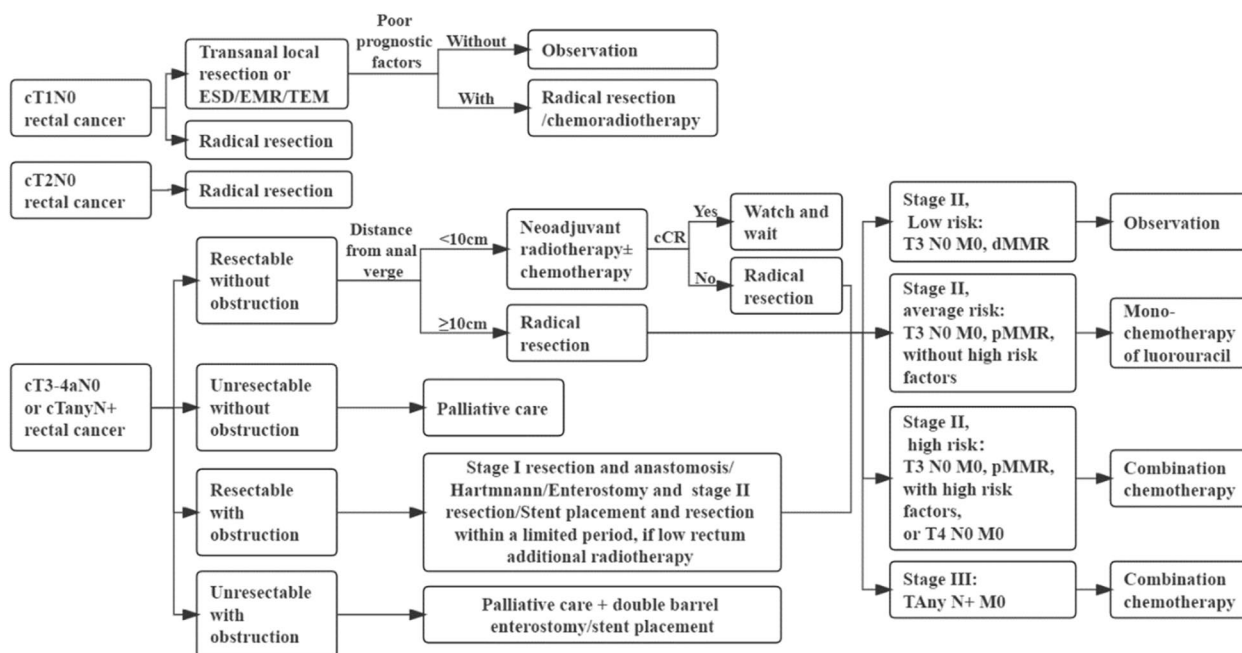 Transanal local
resection or
ESD/EMR/TEM
Poor
prognostic
factors
Without
Observation
With
Radical resection
/chemoradiotherapy
cT1N0
rectal cancer
Radical resection
cT2N0
rectal cancer
Radical resection
cT3-4aN0
or cTanyN+
rectal cancer
Resectable
without
obstruction
Distance
from anal
verge
<10cm
Neoadjuvant
radiotherapy±
chemotherapy
cCR
Yes
Watch and
wait
No
Radical
resection
≥10cm
Radical
resection
Unresectable
without
obstruction
Palliative care
Resectable
with
obstruction
Stage I resection and anastomosis/
Hartmnann/Enterostomy and stage II
resection/Stent placement and resection
within a limited period, if low rectum
additional radiotherapy
Unresectable
with
obstruction
Palliative care + double barrel
enterostomy/stent placement
Stage II,
Low risk:
T3 N0 M0, dMMR
Observation
Stage II,
average risk:
T3 N0 M0, pMMR,
without high risk
factors
Mono-
chemotherapy
of luorouracil
Stage II,
high risk:
T3 N0 M0, pMMR,
with high risk
factors,
or T4 N0 M0
Combination
chemotherapy
Stage III:
TAny N+ M0
Combination
chemotherapy